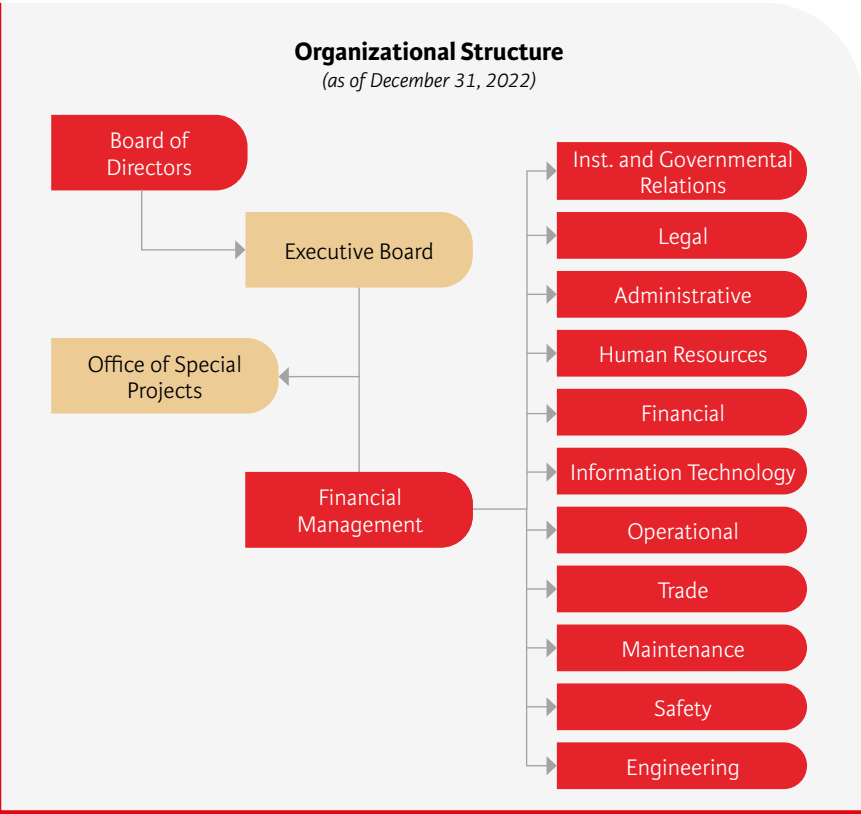 Organizational Structure
(as of December 31, 2022)
Board of
Directors
Executive Board
Office of Special
Projects
Financial
Management
Inst. and Governmental
Relations
Legal
Administrative
Human Resources
Financial
Information Technology
Operational
Trade
Maintenance
Safety
Engineering